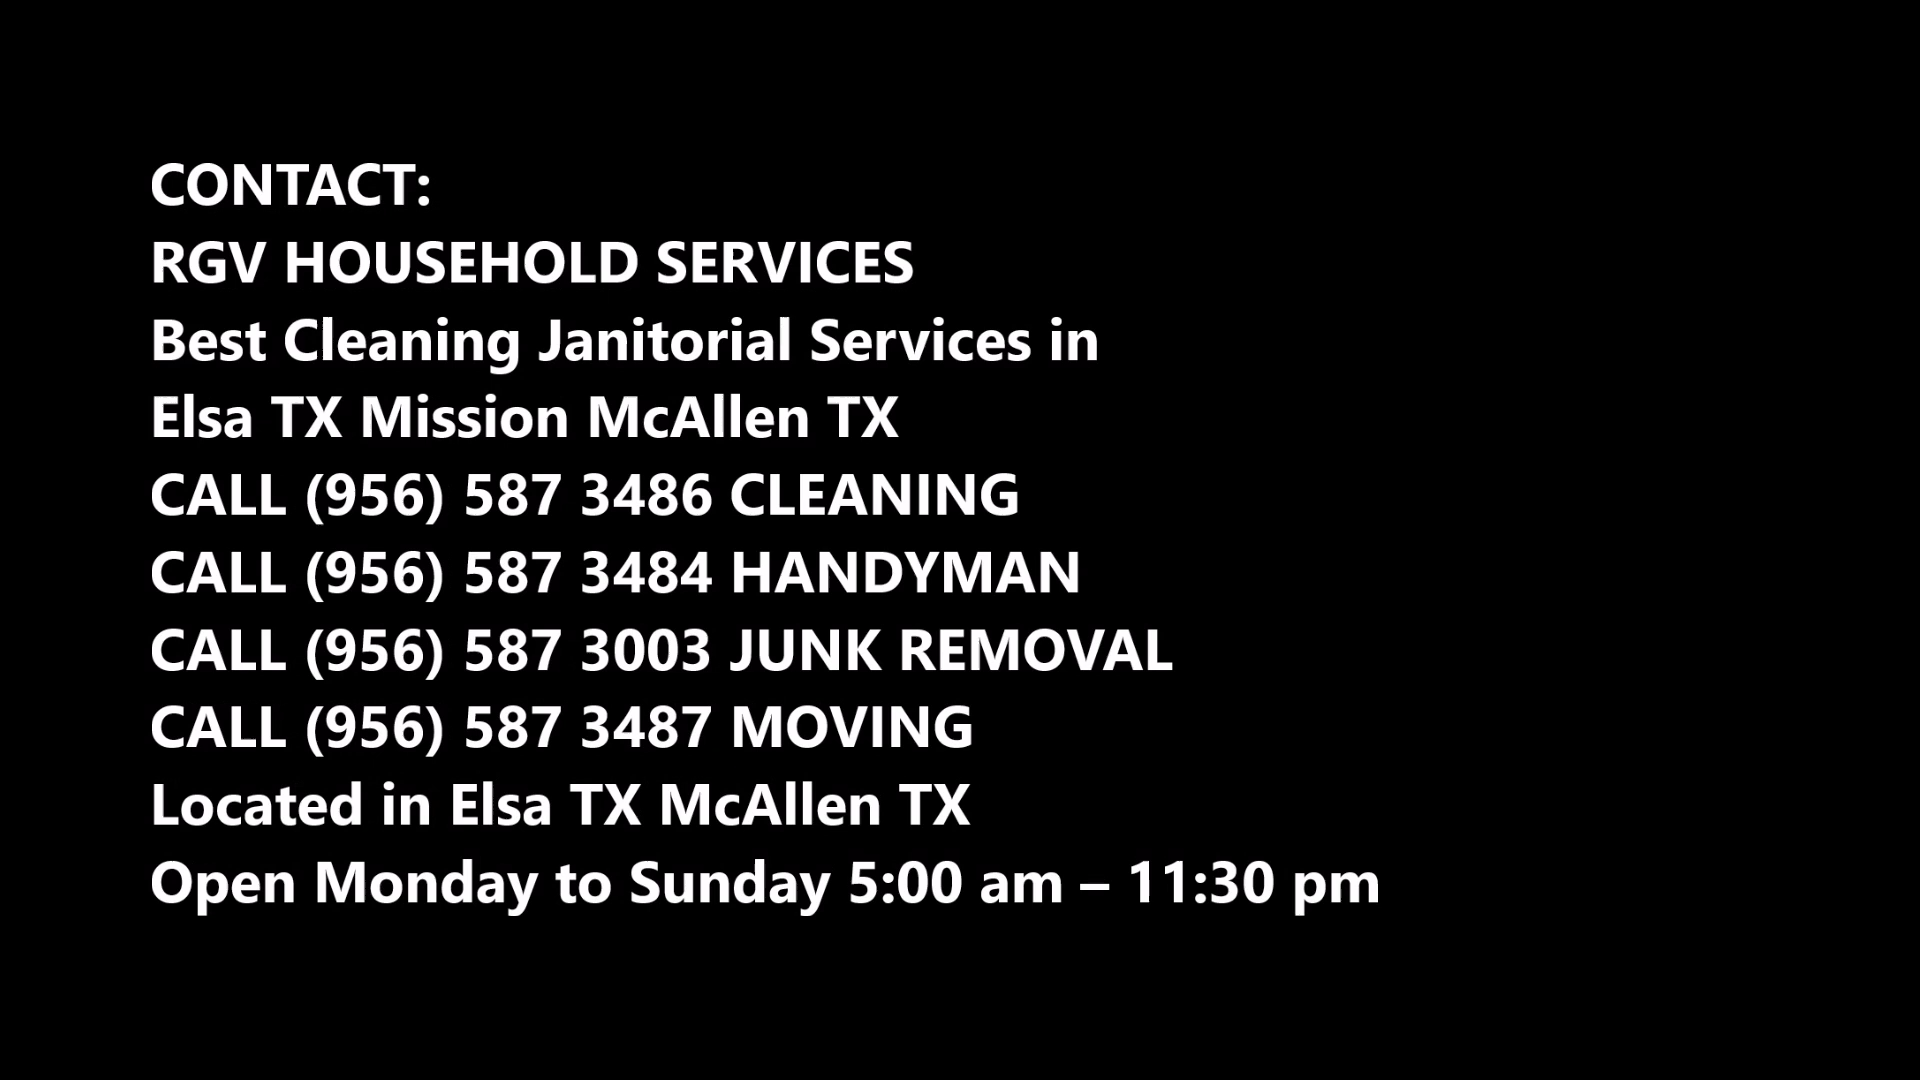 CONTACT:
RGV HOUSEHOLD SERVICES
Best Cleaning Janitorial Services in
Elsa TX Mission McAllen TX
CALL (956) 587 3486 CLEANING
CALL (956) 587 3484 HANDYMAN
CALL (956) 587 3003 JUNK REMOVAL
CALL (956) 587 3487 MOVING
Located in Elsa TX McAllen TX
Open Monday to Sunday 5:00 am – 11:30 pm